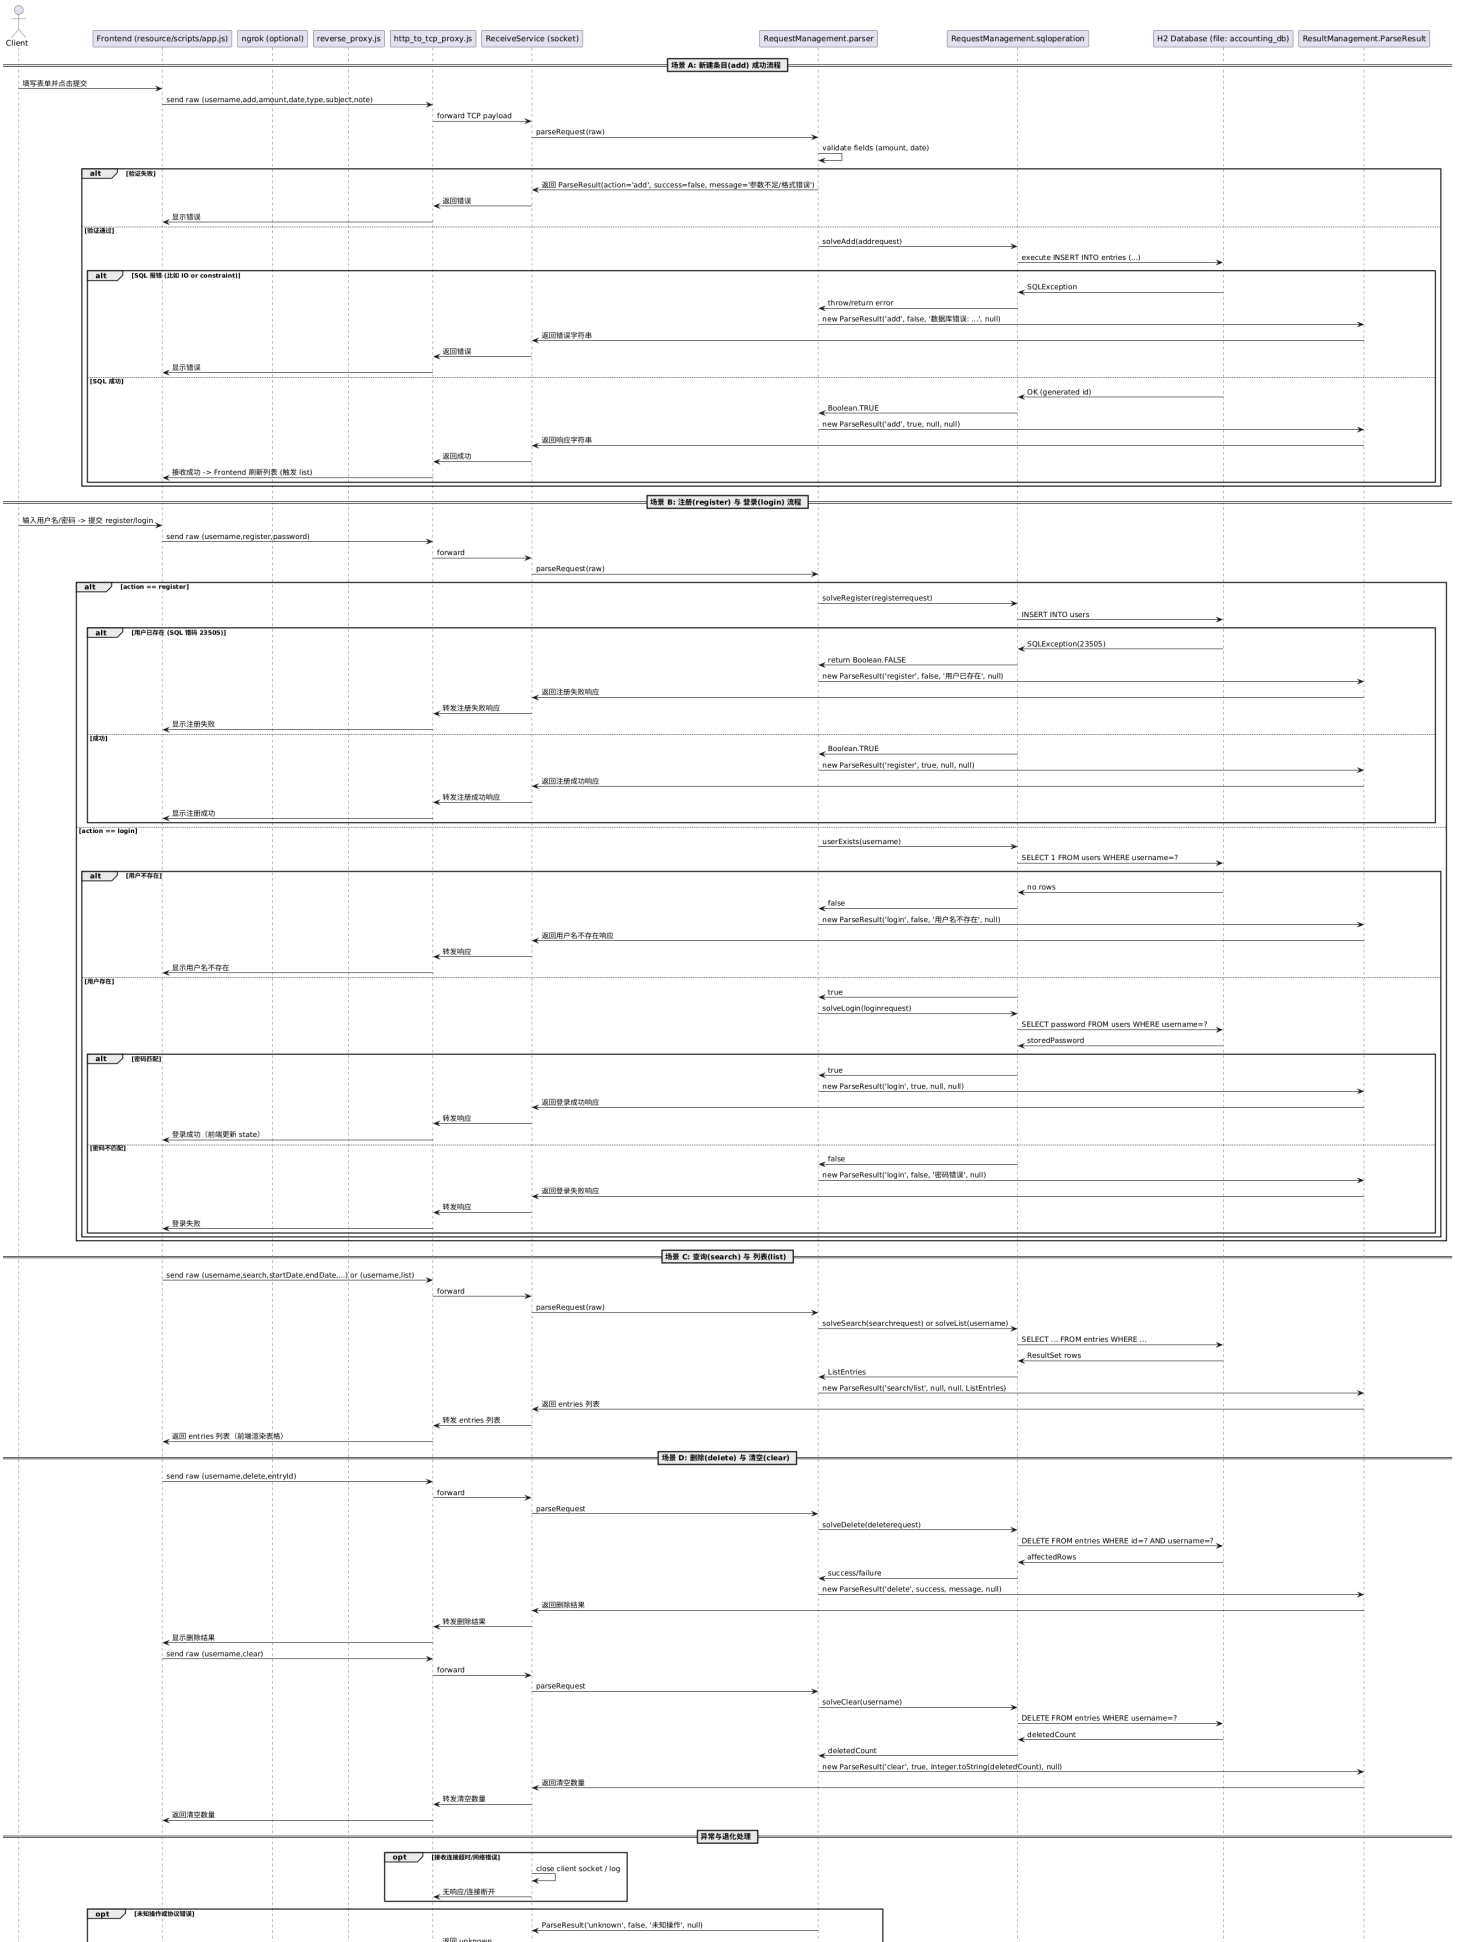 Client
Frontend (resource/scripts/app.js)
ngrok (optional)
reverse_proxy.js
http_to_tcp_proxy.js
ReceiveService (socket)
RequestManagement.parser
RequestManagement.sqloperation
H2 Database (file: accounting_db)
ResultManagement.ParseResult
场景 A: 新建条目(add) 成功流程
填写表单并点击提交
send raw (username,add,amount,date,type,subject,note)
forward TCP payload
parseRequest(raw)
validate fields (amount, date)
alt [验证失败]
返回 ParseResult(action='add', success=false, message='参数不足/格式错误')
返回错误
显示错误
[验证通过]
solveAdd(addrequest)
execute INSERT INTO entries (...)
alt [SQL 报错 (比如 IO or constraint)]
SQLException
throw/return error
new ParseResult('add', false, '数据库错误: ...', null)
返回错误字符串
返回错误
显示错误
[SQL 成功]
OK (generated id)
Boolean.TRUE
new ParseResult('add', true, null, null)
返回响应字符串
返回成功
接收成功 -> Frontend 刷新列表 (触发 list)
场景 B: 注册(register) 与 登录(login) 流程
输入用户名/密码 -> 提交 register/login
send raw (username,register,password)
forward
parseRequest(raw)
alt [action == register]
solveRegister(registerrequest)
INSERT INTO users
alt [用户已存在 (SQL 错码 23505)]
SQLException(23505)
return Boolean.FALSE
new ParseResult('register', false, '用户已存在', null)
返回注册失败响应
转发注册失败响应
显示注册失败
[成功]
Boolean.TRUE
new ParseResult('register', true, null, null)
返回注册成功响应
转发注册成功响应
显示注册成功
[action == login]
userExists(username)
SELECT 1 FROM users WHERE username=?
alt [用户不存在]
no rows
false
new ParseResult('login', false, '用户名不存在', null)
返回用户名不存在响应
转发响应
显示用户名不存在
[用户存在]
true
solveLogin(loginrequest)
SELECT password FROM users WHERE username=?
storedPassword
alt [密码匹配]
true
new ParseResult('login', true, null, null)
返回登录成功响应
转发响应
登录成功（前端更新 state）
[密码不匹配]
false
new ParseResult('login', false, '密码错误', null)
返回登录失败响应
转发响应
登录失败
场景 C: 查询(search) 与 列表(list)
send raw (username,search,startDate,endDate,...) or (username,list)
forward
parseRequest(raw)
solveSearch(searchrequest) or solveList(username)
SELECT ... FROM entries WHERE ...
ResultSet rows
ListEntries
new ParseResult('search/list', null, null, ListEntries)
返回 entries 列表
转发 entries 列表
返回 entries 列表（前端渲染表格）
场景 D: 删除(delete) 与 清空(clear)
send raw (username,delete,entryId)
forward
parseRequest
solveDelete(deleterequest)
DELETE FROM entries WHERE id=? AND username=?
affectedRows
success/failure
new ParseResult('delete', success, message, null)
返回删除结果
转发删除结果
显示删除结果
send raw (username,clear)
forward
parseRequest
solveClear(username)
DELETE FROM entries WHERE username=?
deletedCount
deletedCount
new ParseResult('clear', true, Integer.toString(deletedCount), null)
返回清空数量
转发清空数量
返回清空数量
异常与退化处理
opt [接收连接超时/网络错误]
close client socket / log
无响应/连接断开
opt [未知操作或协议错误]
ParseResult('unknown', false, '未知操作', null)
返回 unknown